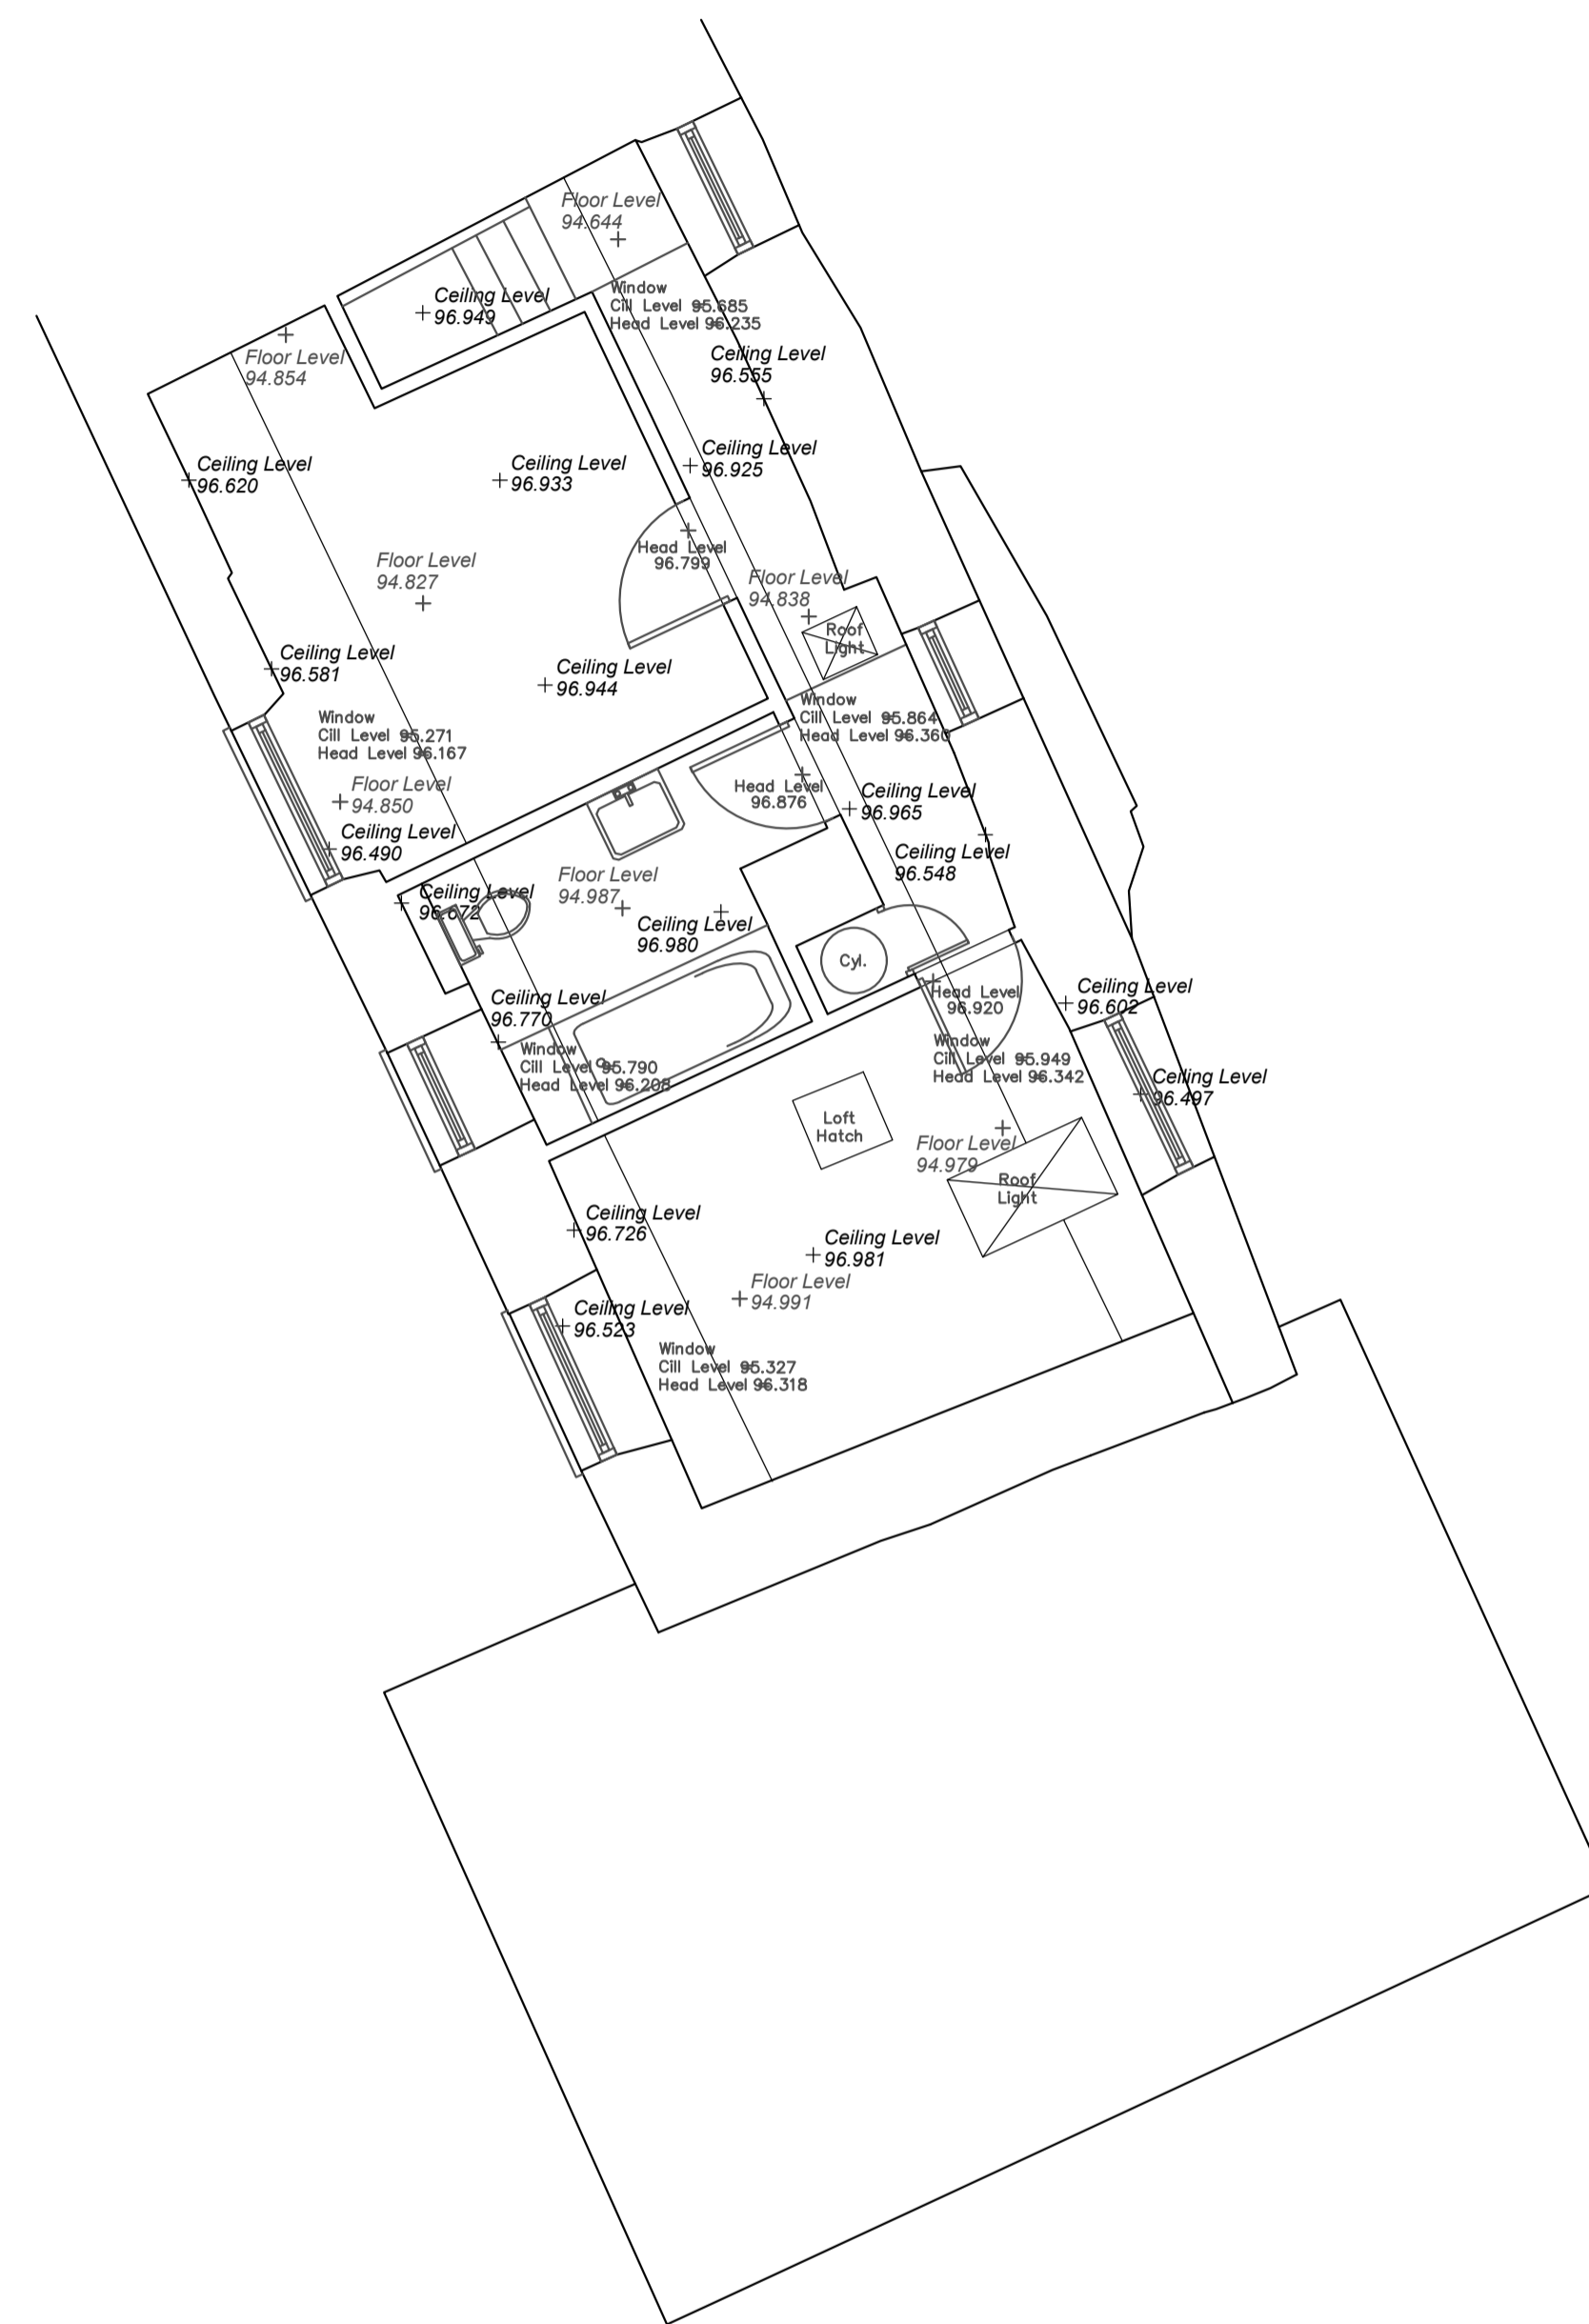 Floor Level
94.644
Window
Cill Level 95.685
Head Level 96.235
Ceiling Level
96.949
Floor Level
94.854
Ceiling Level
96.555
Ceiling Level
96.620
Ceiling Level
96.933
Ceiling Level
96.925
Head Level
96.799
Floor Level
94.827
Floor Level
94.838
Roof
Light
Ceiling Level
96.581
Ceiling Level
96.944
Window
Cill Level 95.271
Head Level 96.167
Window
Cill Level 95.864
Head Level 96.360
Floor Level
94.850
Head Level
96.876
Ceiling Level
96.965
Ceiling Level
96.490
Ceiling Level
96.548
Ceiling Level
96.672
Floor Level
94.987
Ceiling Level
96.980
Cyl.
Head Level
96.920
Ceiling Level
96.602
Ceiling Level
96.770
Window
Cill Level 95.790
Head Level 96.208
Window
Cill Level 95.949
Head Level 96.342
Ceiling Level
96.497
Loft
Hatch
Floor Level
94.979
Roof
Light
Ceiling Level
96.726
Ceiling Level
96.981
Floor Level
94.991
Ceiling Level
96.523
Window
Cill Level 95.327
Head Level 96.318